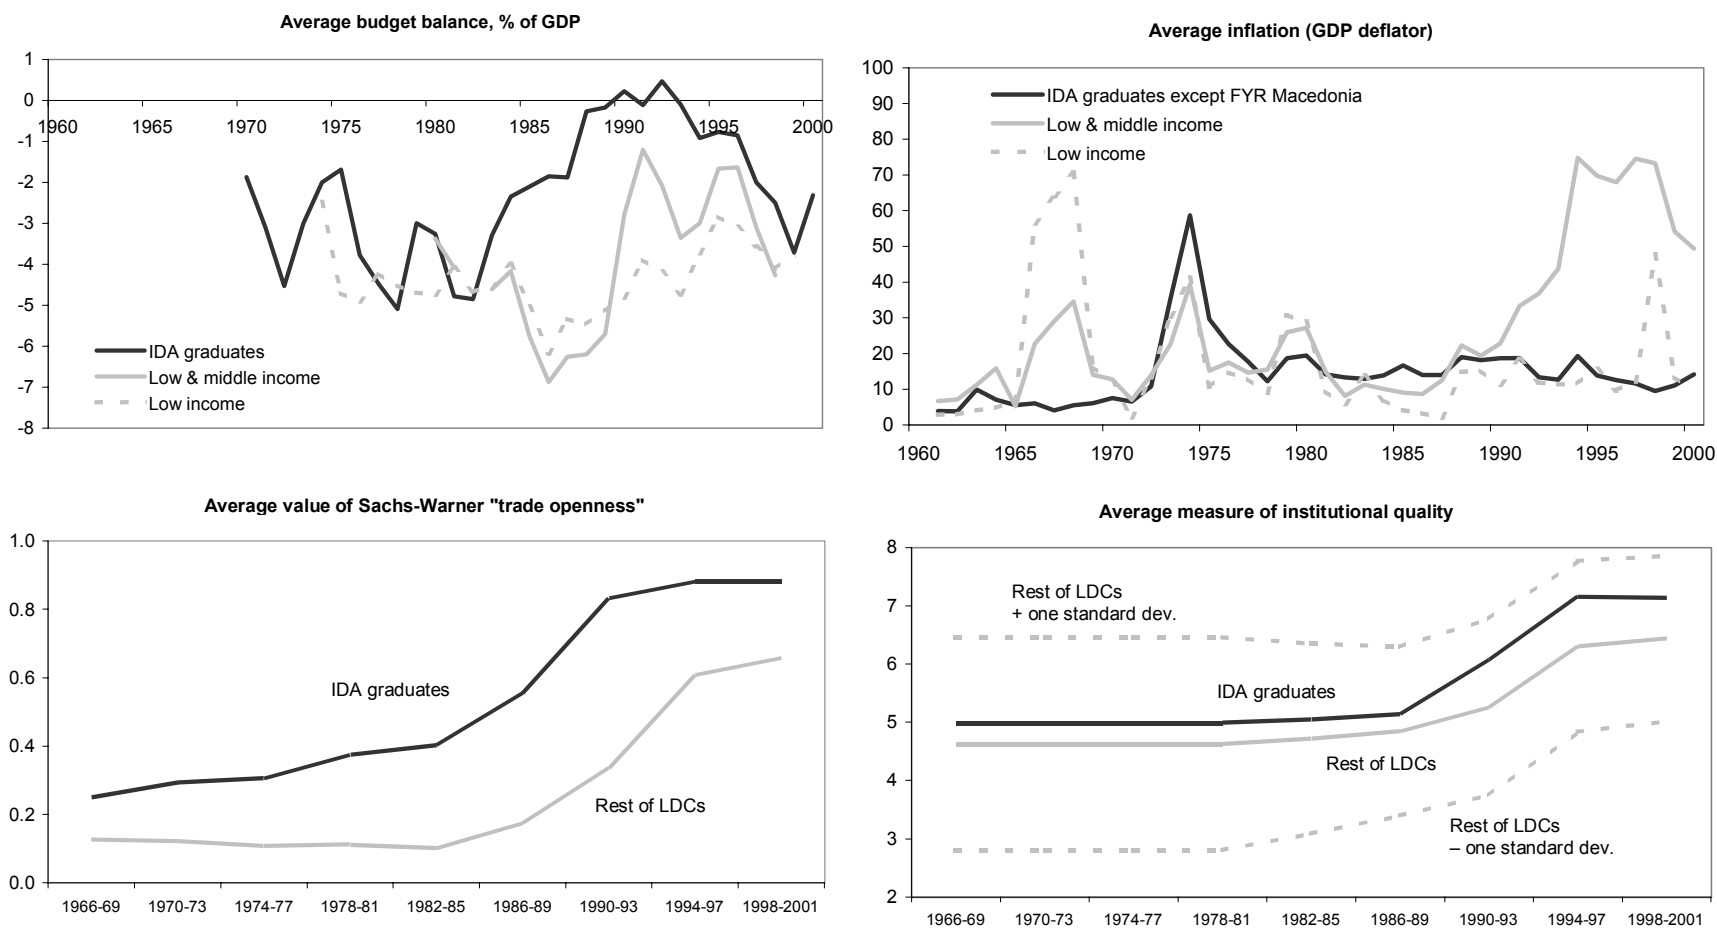 Average budget balance, % of GDP
1
0
1960 1965 1970 1975 1980 1985 1990 1995 2000
-1
-2
-3
-4
-5
-6
-7
-8
IDA graduates
Low & middle income
Low income
Average inflation (GDP deflator)
100
90
80
70
60
50
40
30
20
10
0
IDA graduates except FYR Macedonia
Low & middle income
Low income
1960 1965 1970 1975 1980 1985 1990 1995 2000
Average value of Sachs-Warner "trade openness"
1.0
0.8
0.6
0.4
0.2
0.0
IDA graduates
Rest of LDCs
1966-69 1970-73 1974-77 1978-81 1982-85 1986-89 1990-93 1994-97 1998-2001
Average measure of institutional quality
8
7
6
5
4
3
2
Rest of LDCs
+ one standard dev.
IDA graduates
Rest of LDCs
Rest of LDCs
– one standard dev.
1966-69 1970-73 1974-77 1978-81 1982-85 1986-89 1990-93 1994-97 1998-2001